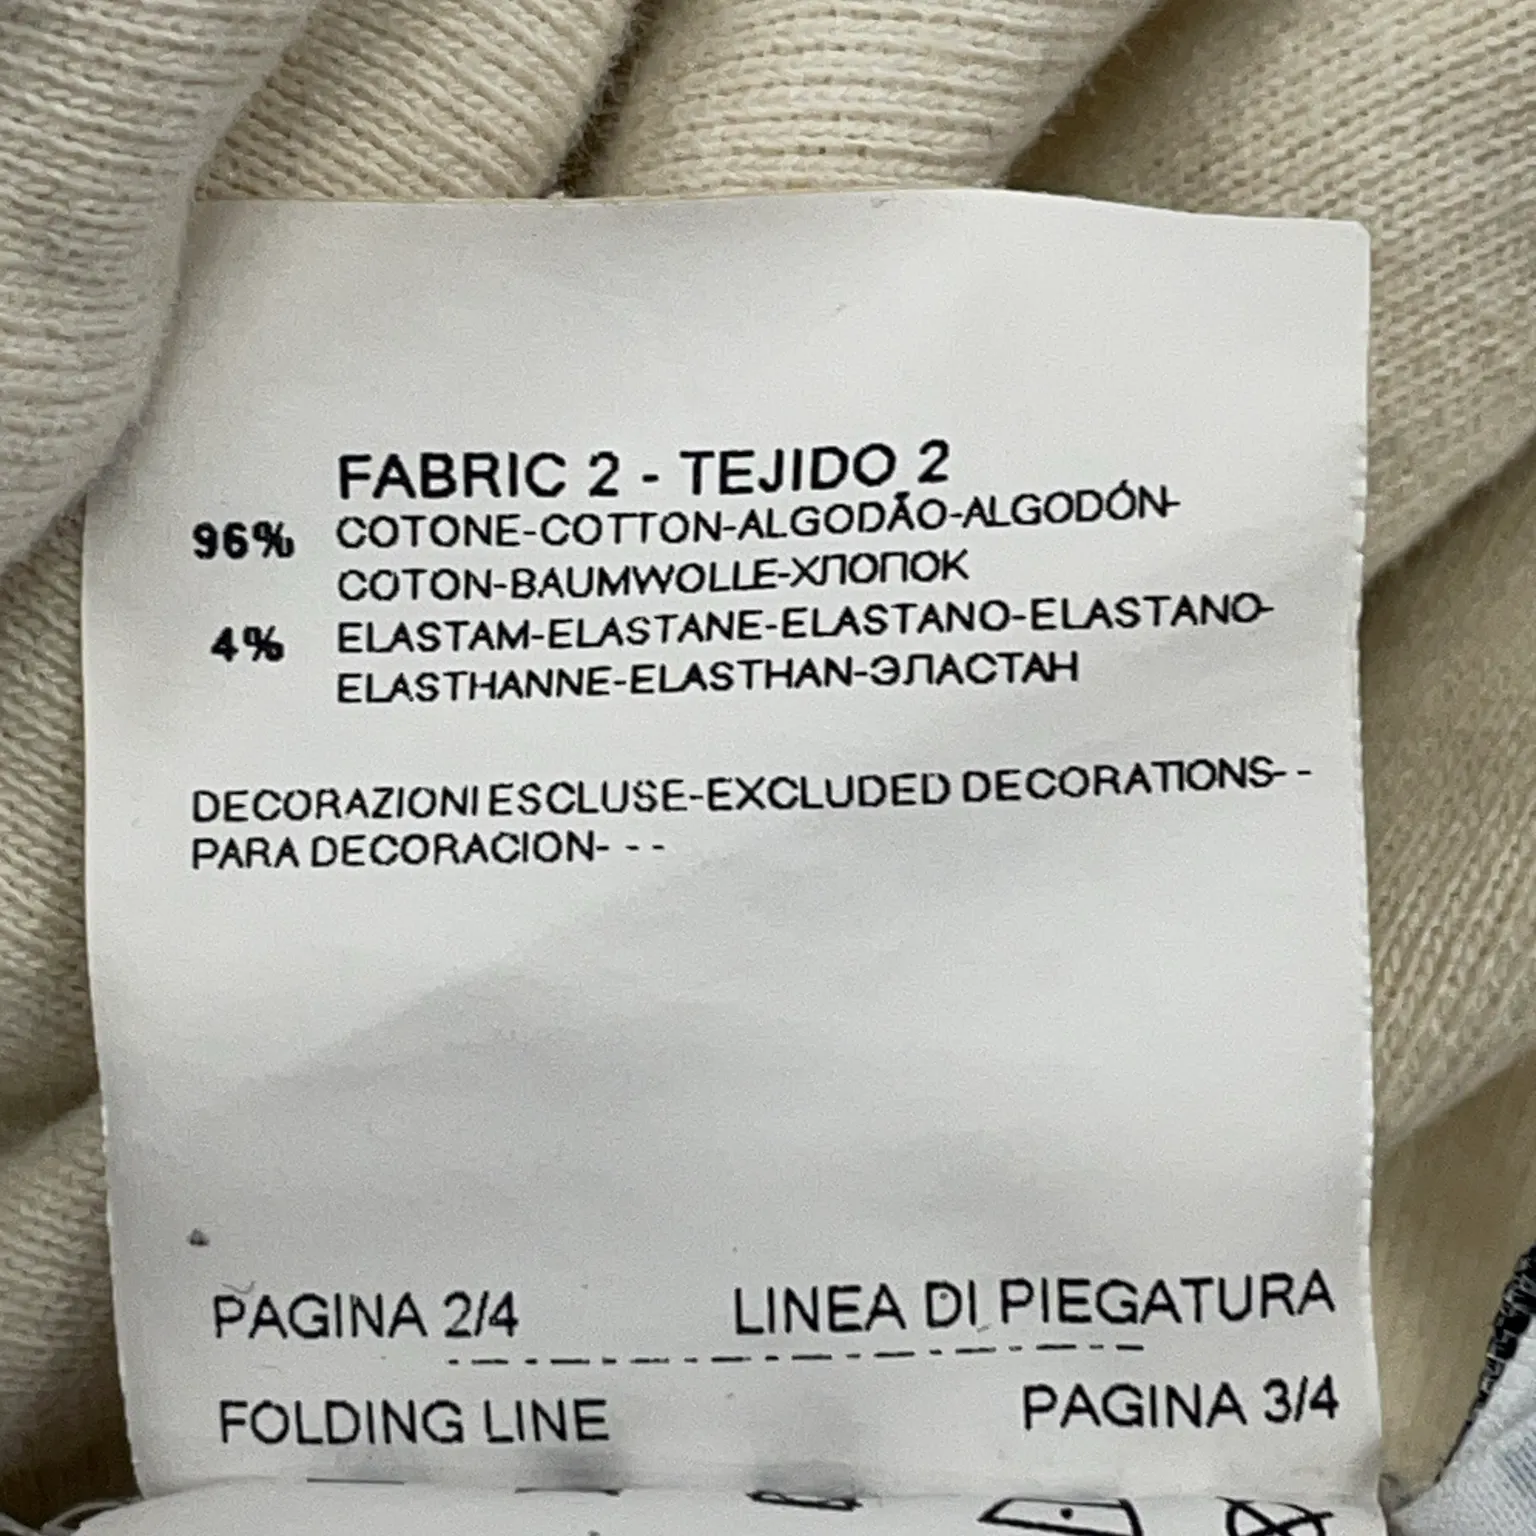 FABRIC 2 - TEJIDO 2
96% COTONE-COTTON-ALGODÃO-ALGODÓN-
COTON-BAUMWOLLE-ХЛОПОК
4% ELASTAM-ELASTANE-ELASTANO-ELASTANO-
ELASTHANNE-ELASTHAN-ЭЛАСТАН
DECORAZIONI ESCLUSE-EXCLUDED DECORATIONS- -
PARA DECORACION- - -
PAGINA 2/4 LINEA DI PIEGATURA
FOLDING LINE PAGINA 3/4